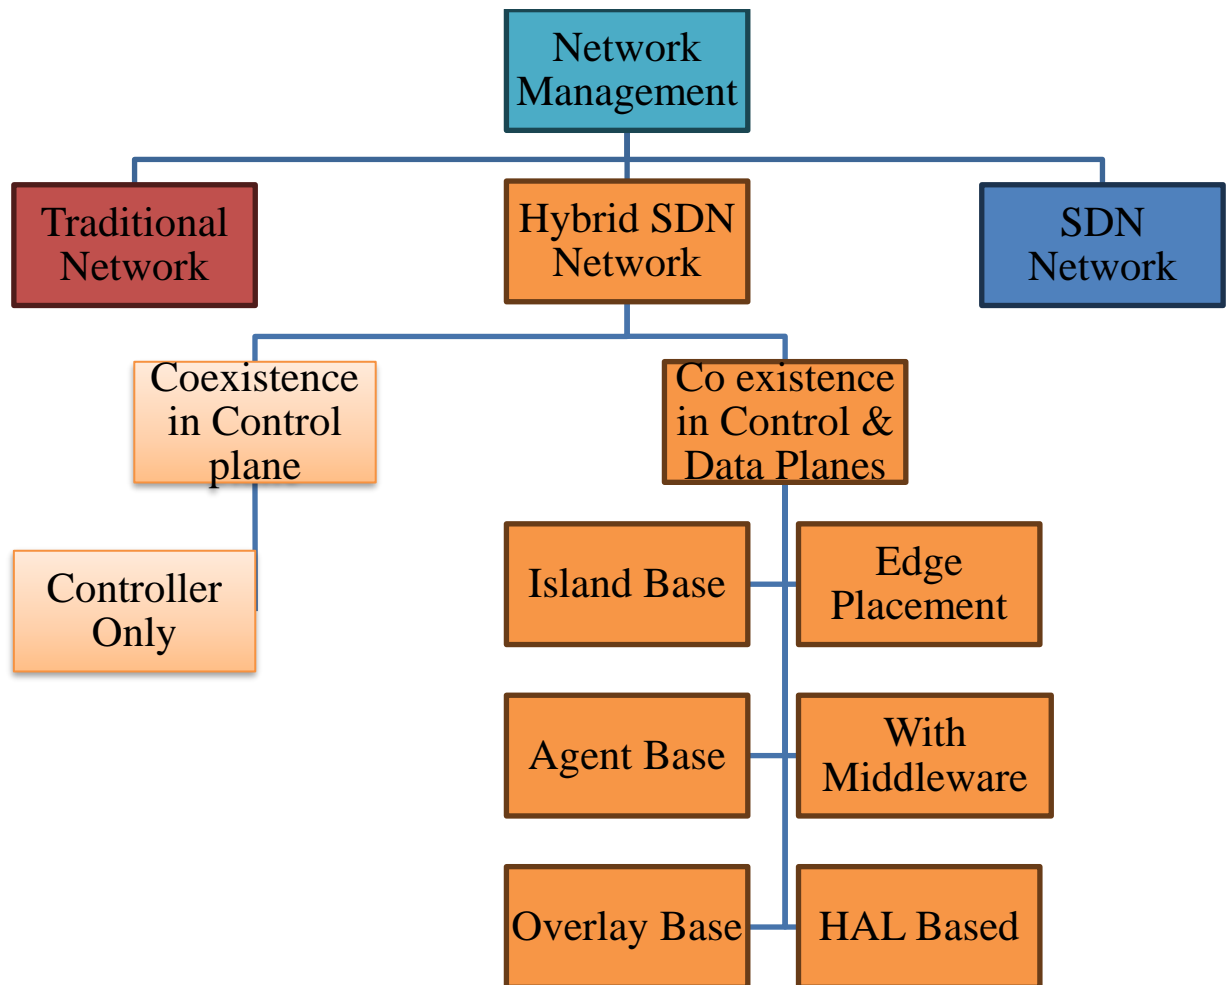 Network
Management
Traditional
Network
Hybrid SDN
Network
SDN
Network
Coexistence
in Control
plane
Co existence
in Control &
Data Planes
Controller
Only
Island Base
Edge
Placement
Agent Base
With
Middleware
Overlay Base
HAL Based